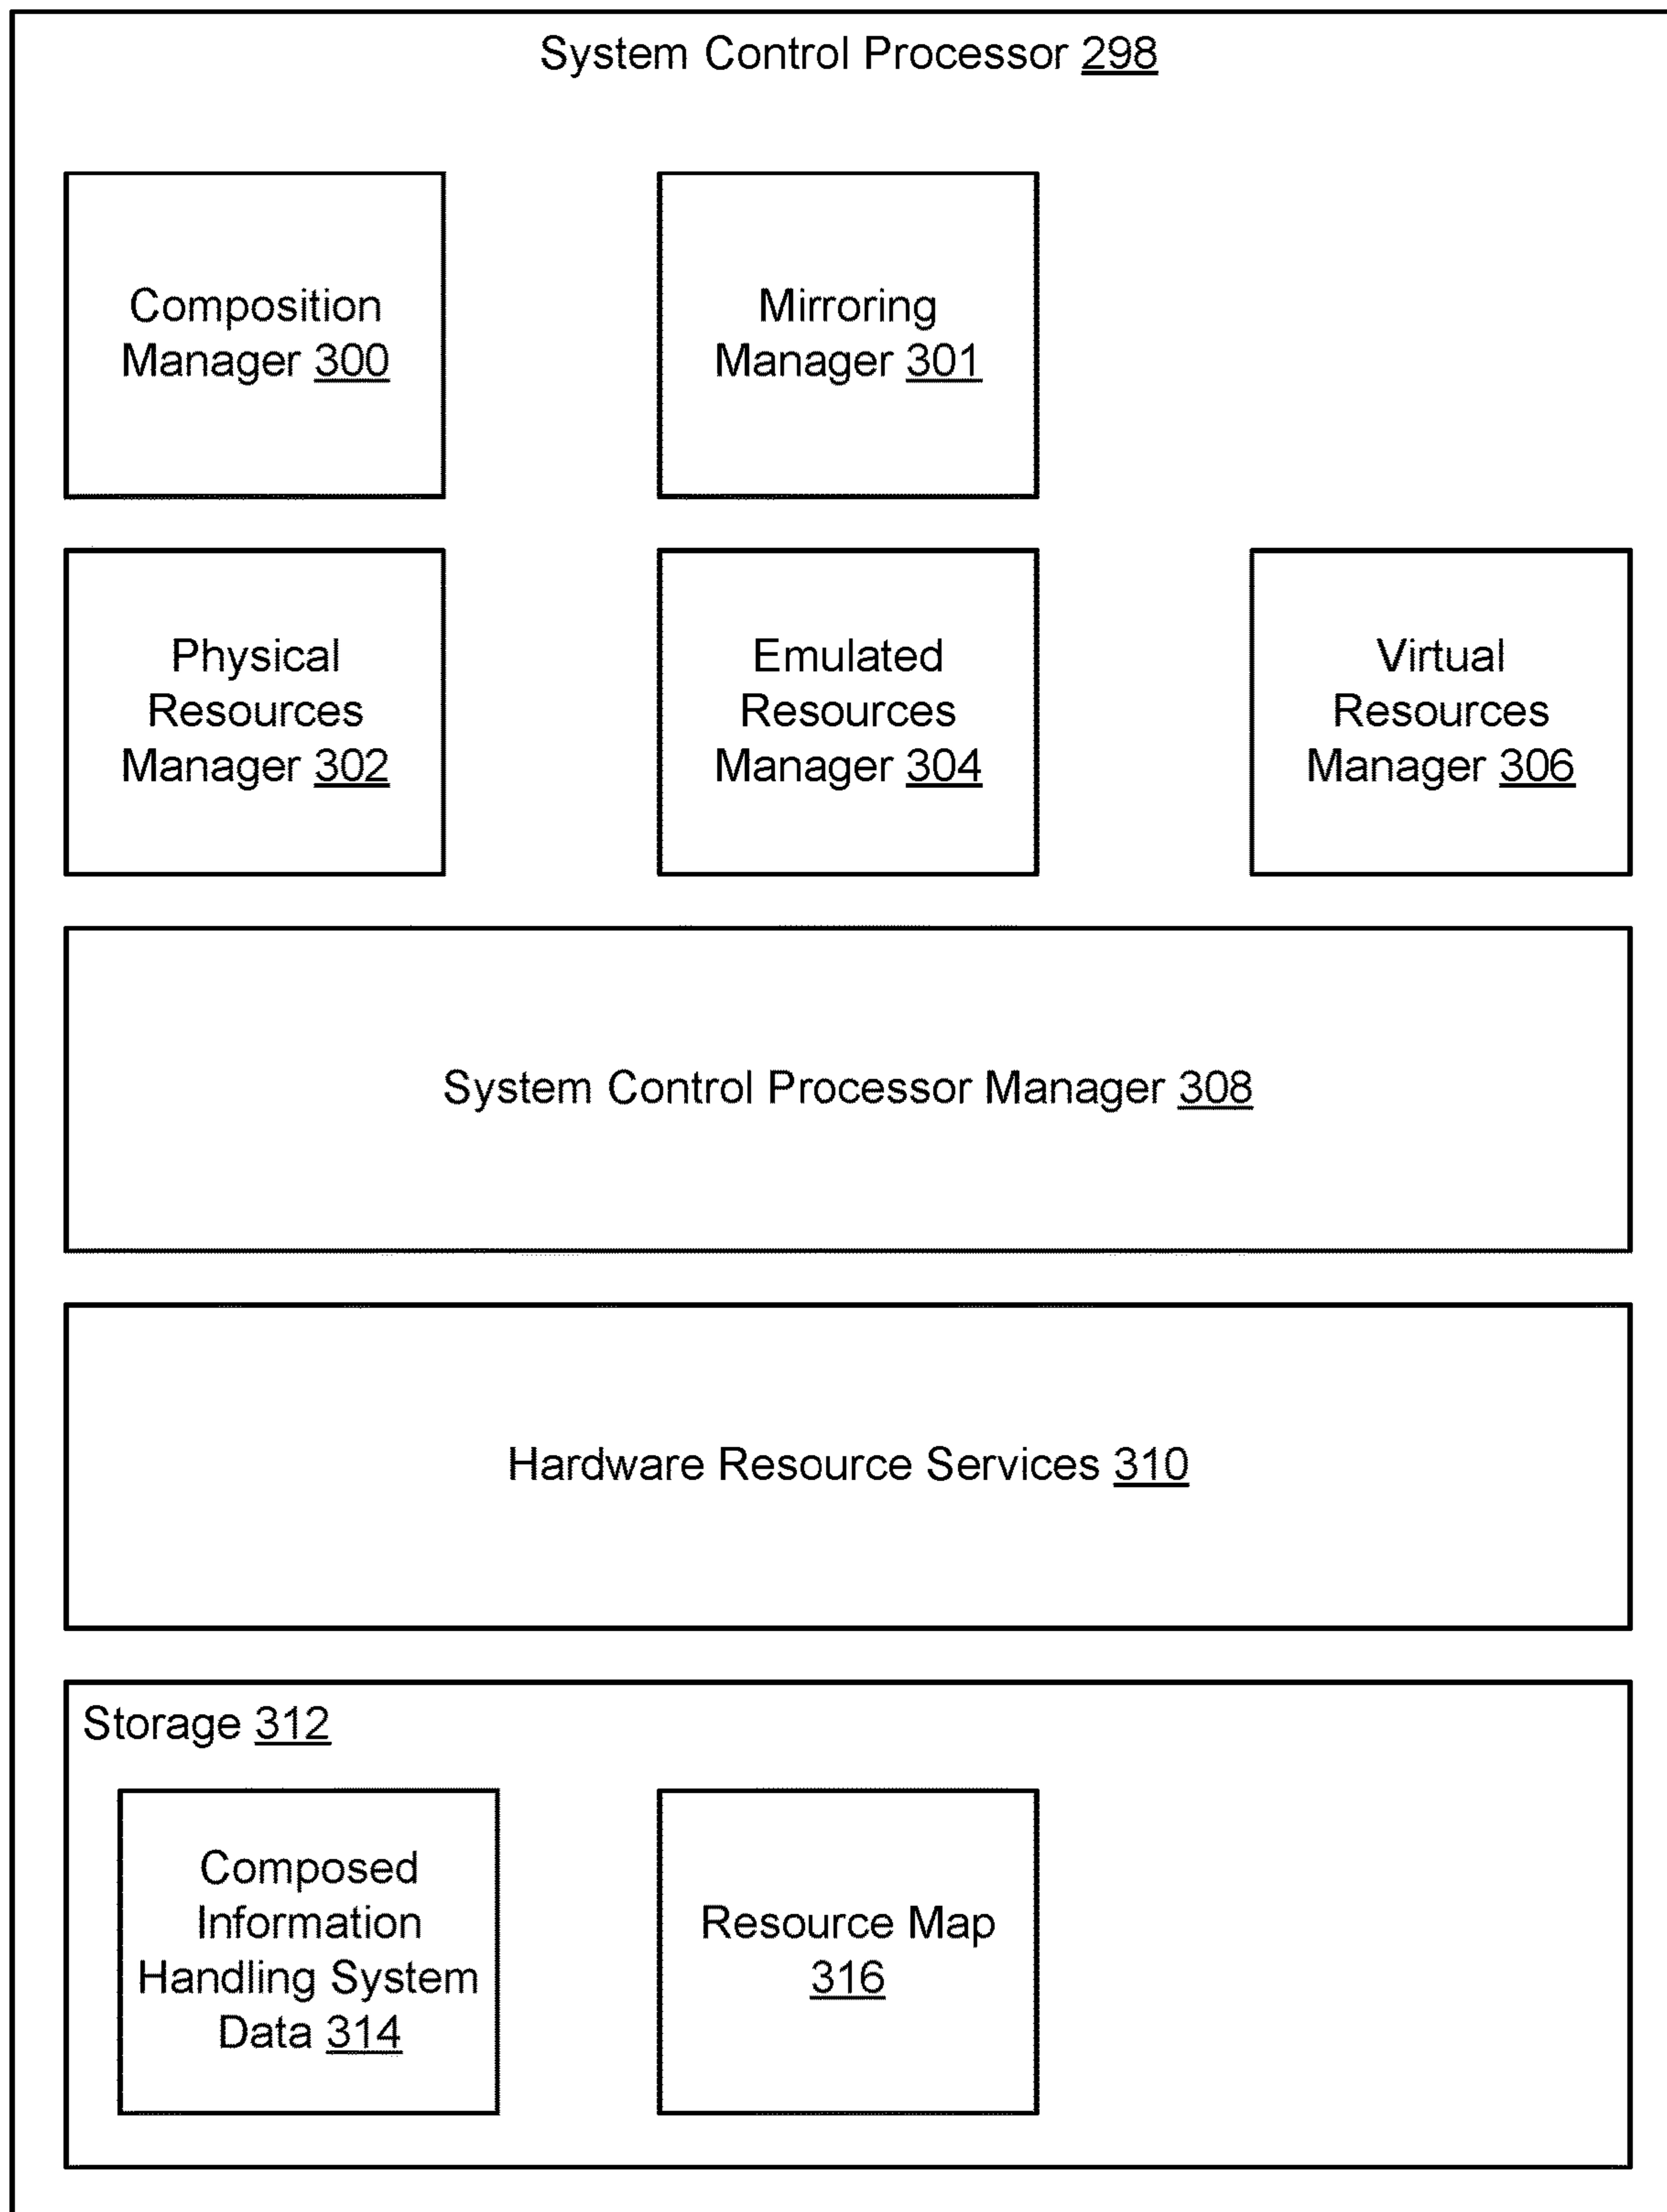 System Control Processor 298
Composition
Manager 300
Mirroring
Manager 301
Physical
Resources
Manager 302
Emulated
Resources
Manager 304
Virtual
Resources
Manager 306
System Control Processor Manager 308
Hardware Resource Services 310
Storage 312
Composed
Information
Handling System
Data 314
Resource Map
316